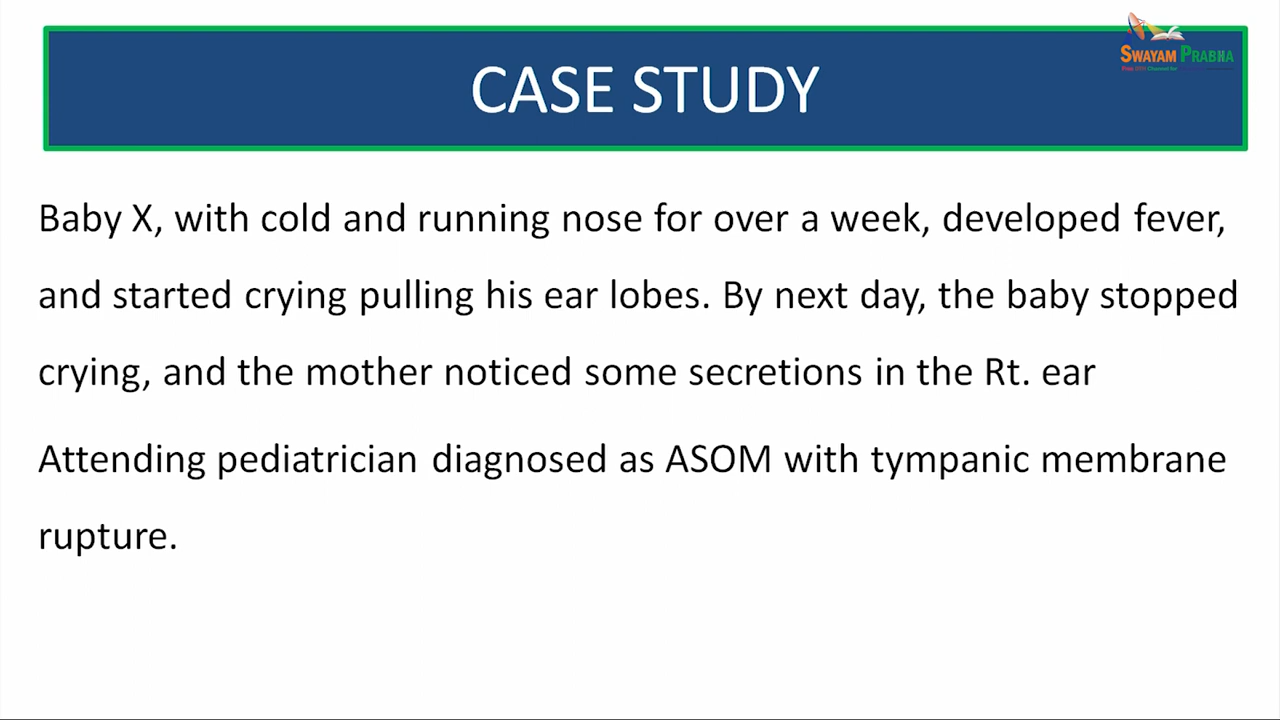 SWAYAM PRABHA
CASE STUDY
Baby X, with cold and running nose for over a week, developed fever,
and started crying pulling his ear lobes. By next day, the baby stopped
crying, and the mother noticed some secretions in the Rt. ear
Attending pediatrician diagnosed as ASOM with tympanic membrane
rupture.